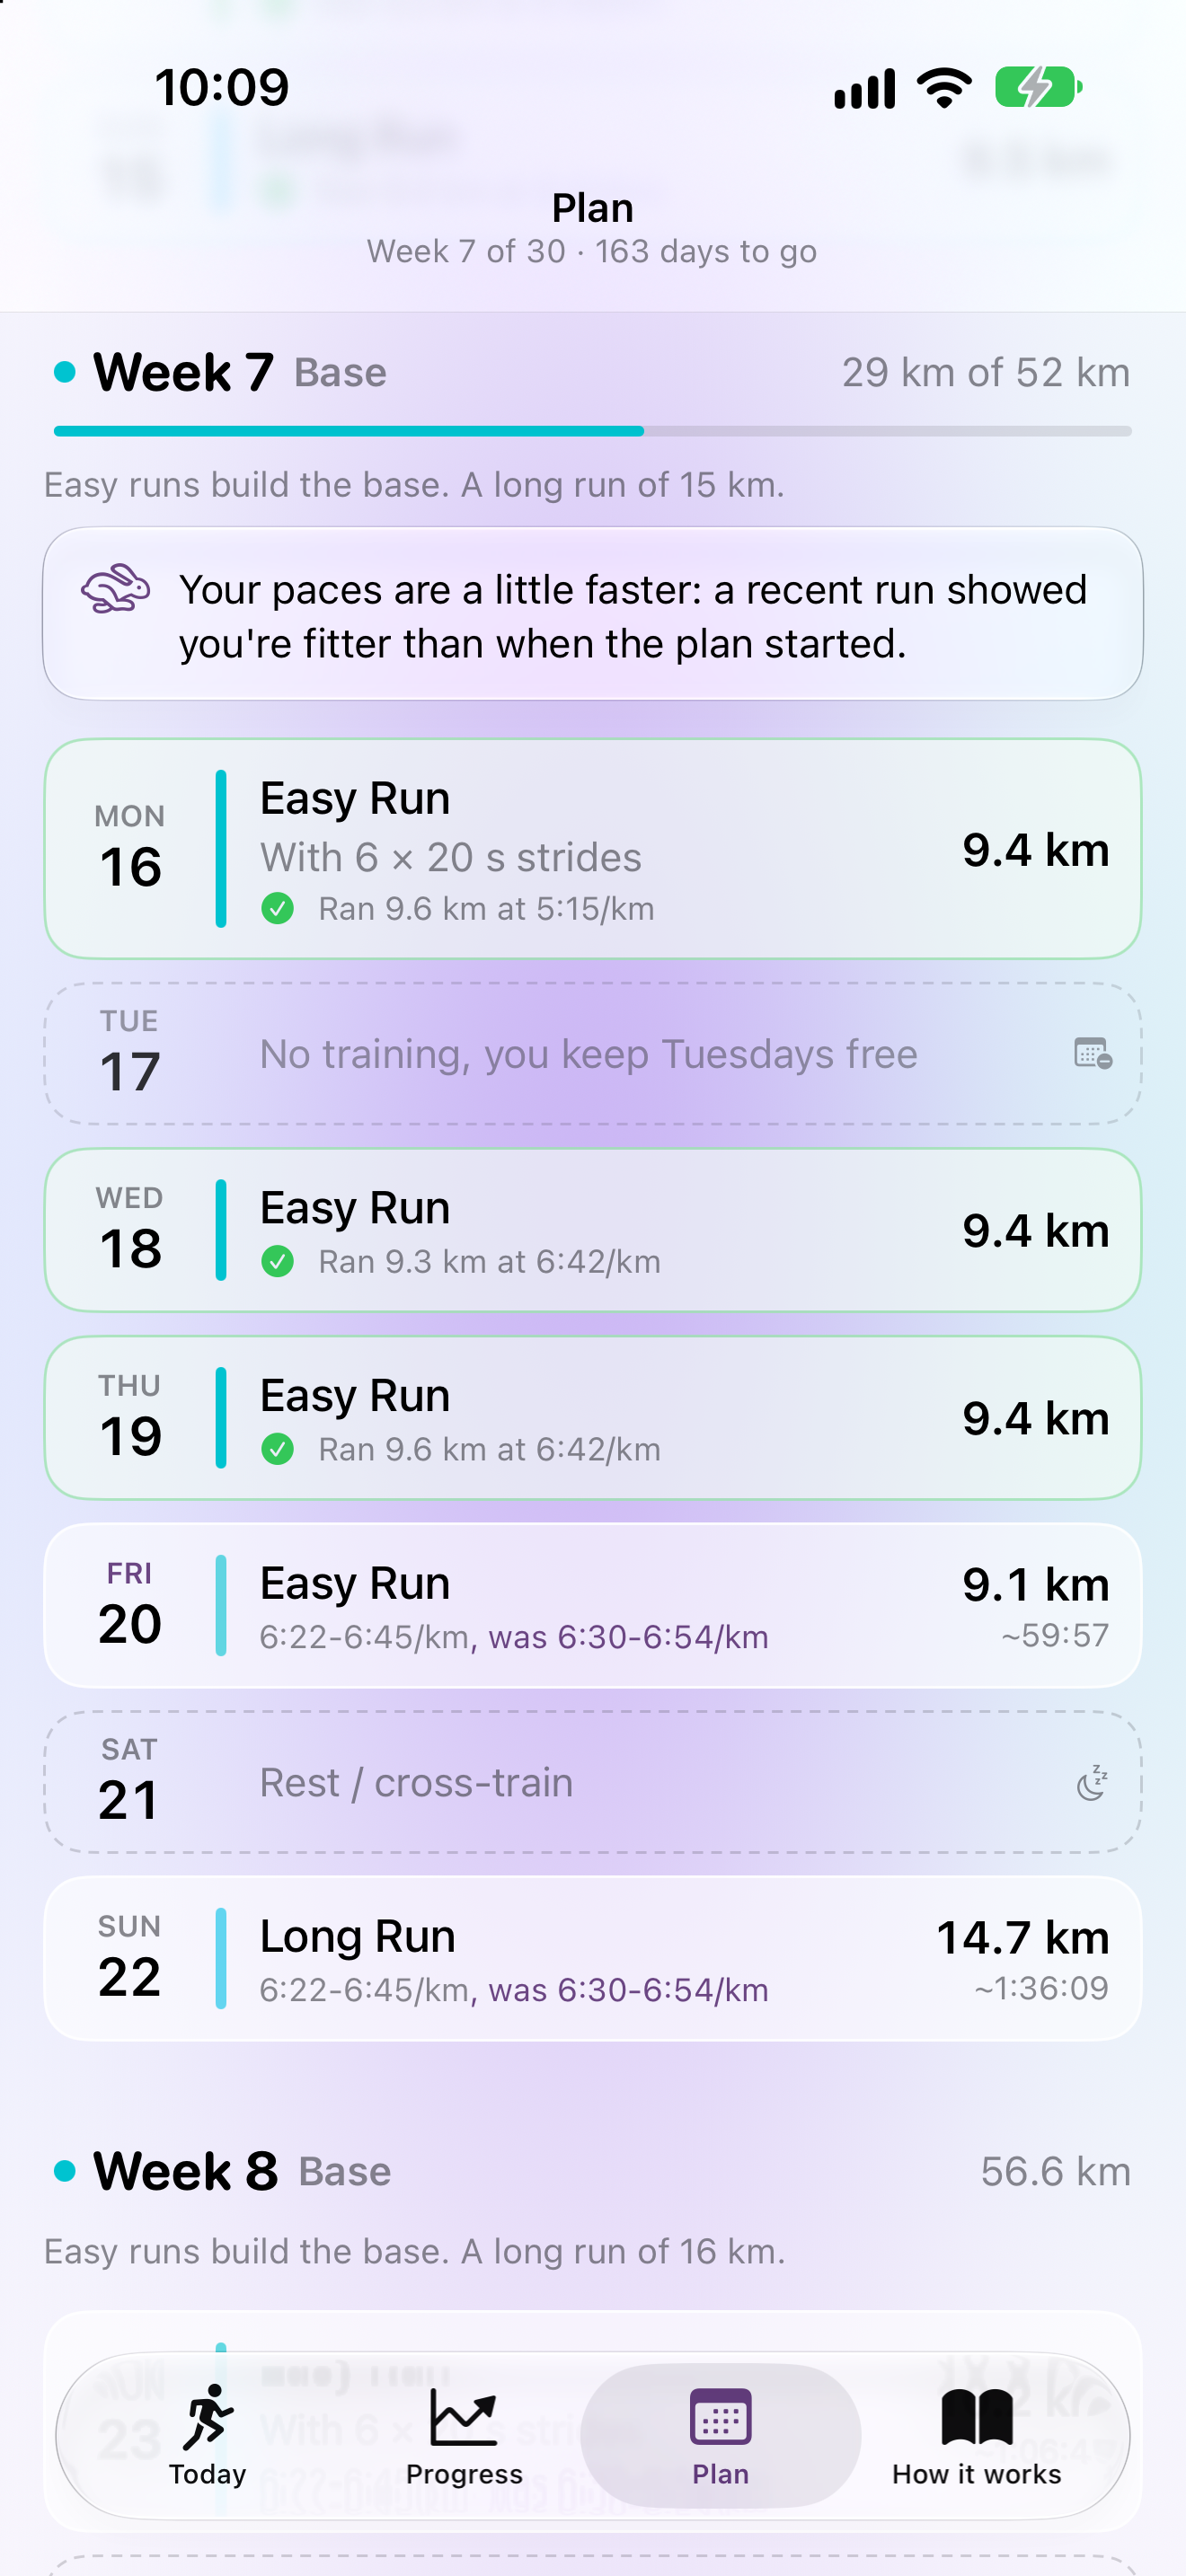 10:09
Plan
Week 7 of 30 · 163 days to go
Week 7 Base 29 km of 52 km
Easy runs build the base. A long run of 15 km.
Your paces are a little faster: a recent run showed
you're fitter than when the plan started.
MON
16
Easy Run
With 6 × 20 s strides
Ran 9.6 km at 5:15/km
9.4 km
TUE
17
No training, you keep Tuesdays free
WED
18
Easy Run
Ran 9.3 km at 6:42/km
9.4 km
THU
19
Easy Run
Ran 9.6 km at 6:42/km
9.4 km
FRI
20
Easy Run
6:22-6:45/km, was 6:30-6:54/km
9.1 km
~59:57
SAT
21
Rest / cross-train
SUN
22
Long Run
6:22-6:45/km, was 6:30-6:54/km
14.7 km
~1:36:09
Week 8 Base 56.6 km
Easy runs build the base. A long run of 16 km.
23
With 6 ×
Today
Progress
Plan
How it works